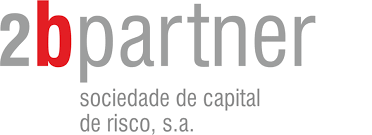 2bpartner
sociedade de capital
de risco, s.a.